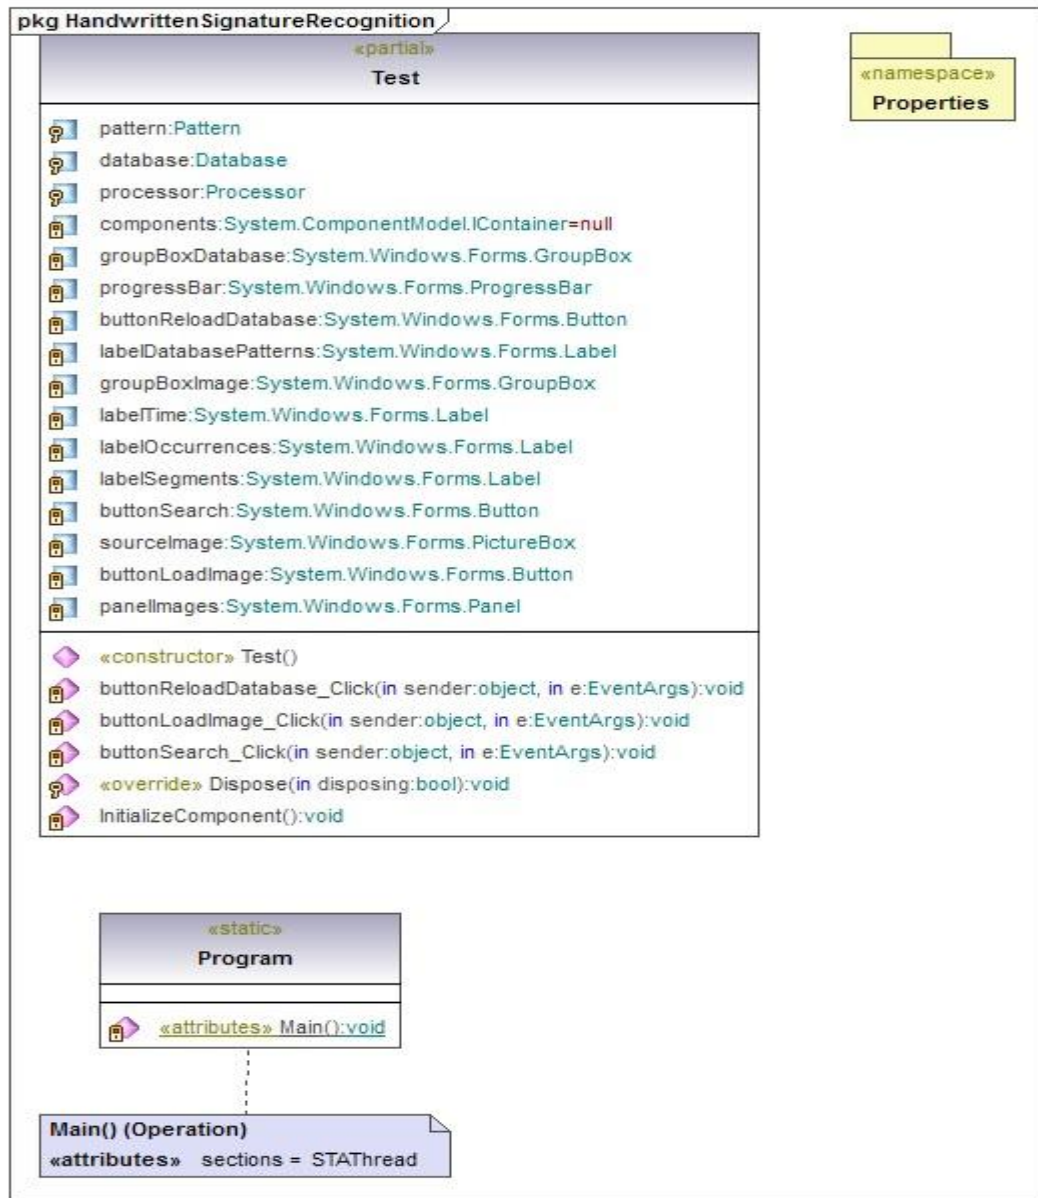 pkg HandwrittenSignatureRecognition
«partial»
Test
pattern:Pattern
database:Database
processor:Processor
components:System.ComponentModel.IContainer=null
groupBoxDatabase:System.Windows.Forms.GroupBox
progressBar:System.Windows.Forms.ProgressBar
buttonReloadDatabase:System.Windows.Forms.Button
labelDatabasePatterns:System.Windows.Forms.Label
groupBoxImage:System.Windows.Forms.GroupBox
labelTime:System.Windows.Forms.Label
labelOccurrences:System.Windows.Forms.Label
labelSegments:System.Windows.Forms.Label
buttonSearch:System.Windows.Forms.Button
sourceImage:System.Windows.Forms.PictureBox
buttonLoadImage:System.Windows.Forms.Button
panelImages:System.Windows.Forms.Panel
«constructor» Test()
buttonReloadDatabase_Click(in sender:object, in e:EventArgs):void
buttonLoadImage_Click(in sender:object, in e:EventArgs):void
buttonSearch_Click(in sender:object, in e:EventArgs):void
«override» Dispose(in disposing:bool):void
InitializeComponent():void
«namespace»
Properties
«static»
Program
«attributes» Main():void
Main() (Operation)
«attributes» sections = STAThread